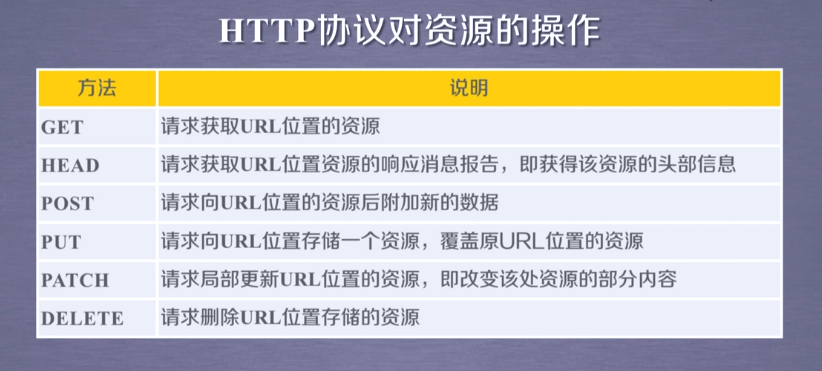 HTTP协议对资源的操作
方法 说明
GET 请求获取URL位置的资源
HEAD 请求获取URL位置资源的响应消息报告，即获得该资源的头部信息
POST 请求向URL位置的资源后附加新的数据
PUT 请求向URL位置存储一个资源，覆盖原URL位置的资源
PATCH 请求局部更新URL位置的资源，即改变该处资源的部分内容
DELETE 请求删除URL位置存储的资源